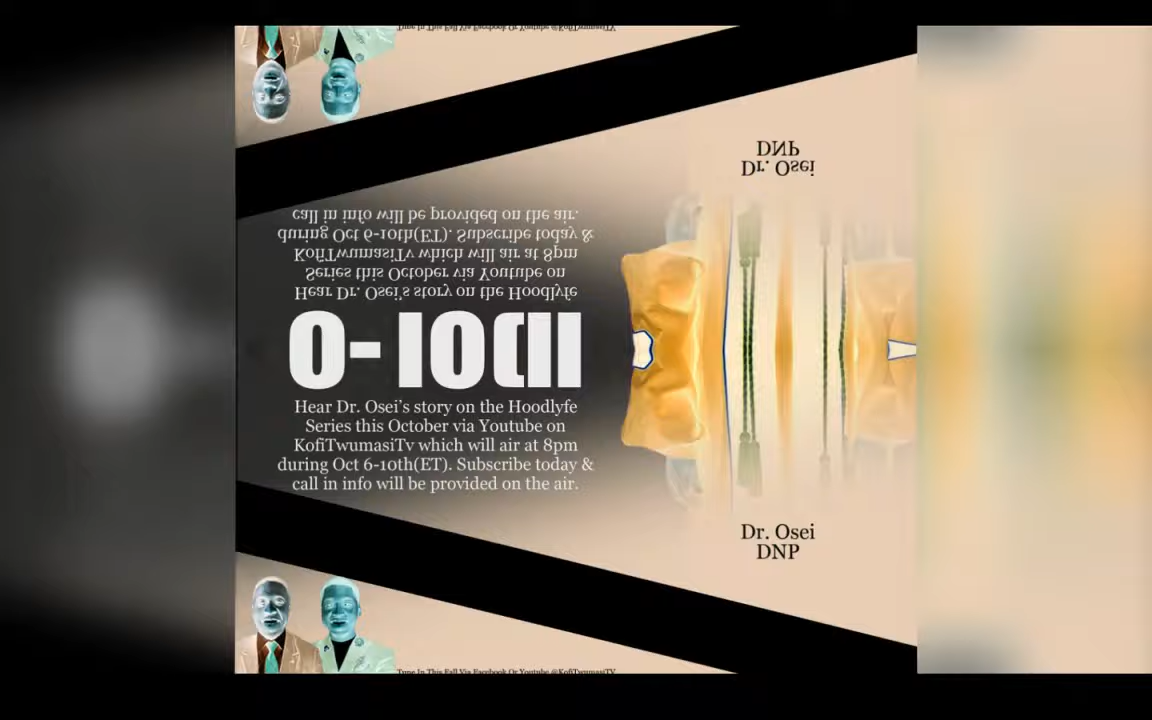 Tune In This Fall Via Facebook Or Youtube @KofiTwumasiTV
DNP
Dr. Osei
call in info will be provided on the air.
during Oct 6-10th(ET). Subscribe today &
KofiTwumasiTv which will air at 8pm
Series this October via Youtube on
Hear Dr. Osei's story on the Hoodlyfe
Hear Dr. Osei's story on the Hoodlyfe
Series this October via Youtube on
KofiTwumasiTv which will air at 8pm
during Oct 6-10th(ET). Subscribe today &
call in info will be provided on the air.
Dr. Osei
DNP
Tune In This Fall Via Facebook Or Youtube @KofiTwumasiTV